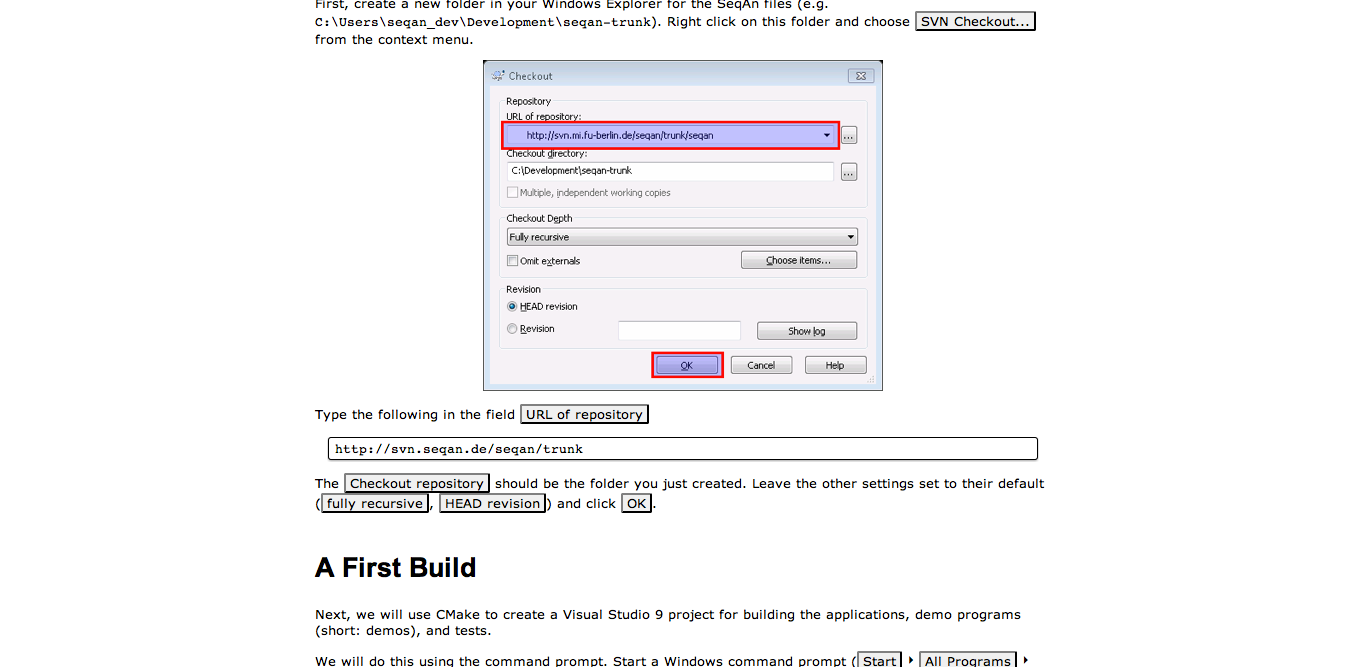 First, create a new folder in your Windows Explorer for the SeqAn files (e.g.
C:\Users\seqan_dev\Development\seqan-trunk). Right click on this folder and choose SVN Checkout...
from the context menu.
Checkout
Repository
URL of repository:
http://svn.mi.fu-berlin.de/seqan/trunk/seqan
...
Checkout directory:
C:\Development\seqan-trunk
...
Multiple, independent working copies
Checkout Depth
Fully recursive
Omit externals
Choose items...
Revision
HEAD revision
Revision
Show log
OK Cancel Help
Type the following in the field URL of repository
http://svn.seqan.de/seqan/trunk
The Checkout repository should be the folder you just created. Leave the other settings set to their default
(fully recursive, HEAD revision) and click OK.
A First Build
Next, we will use CMake to create a Visual Studio 9 project for building the applications, demo programs
(short: demos), and tests.
We will do this using the command prompt. Start a Windows command prompt (Start ‣ All Programs ‣